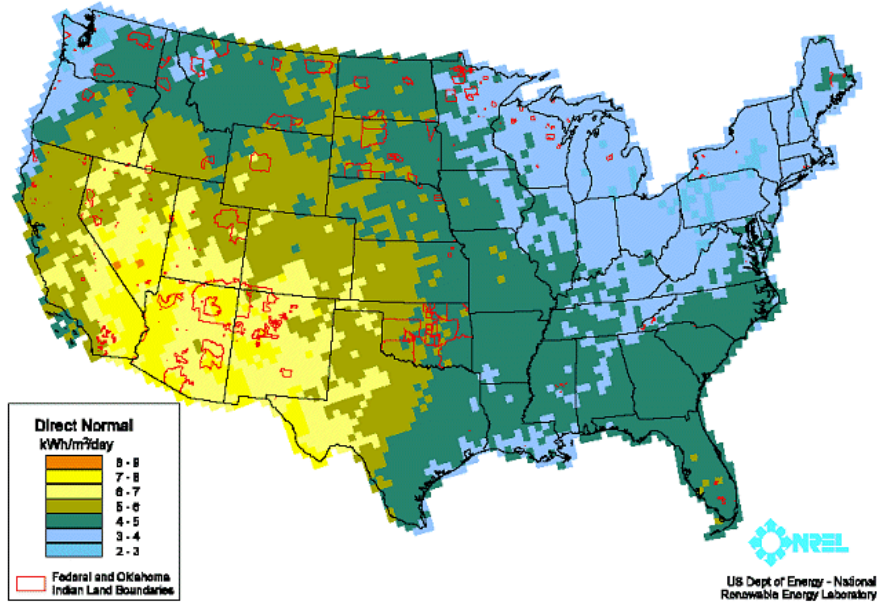 Direct Normal
kWh/m²/day
8 - 9
7 - 8
6 - 7
5 - 6
4 - 5
3 - 4
2 - 3
Federal and Oklahoma
Indian Land Boundaries
NREL
US Dept of Energy - National
Renewable Energy Laboratory